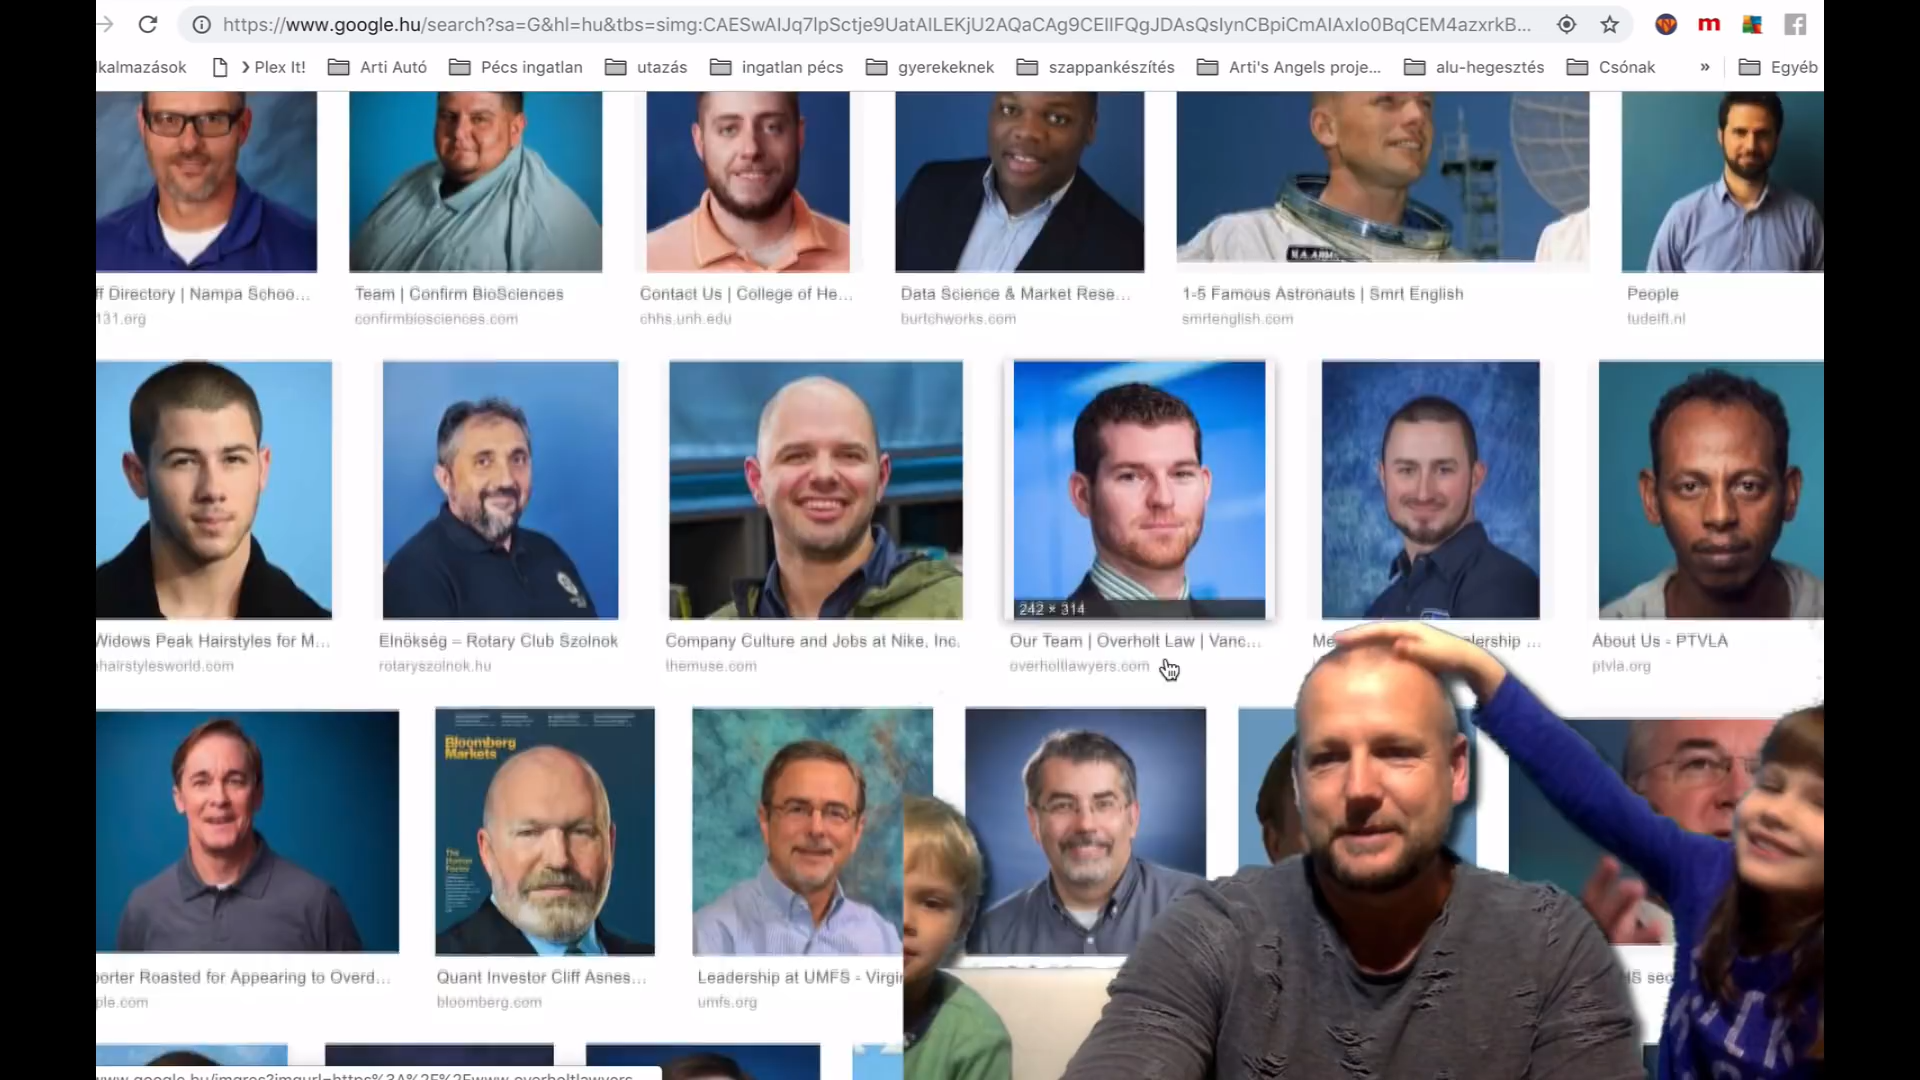 https://www.google.hu/search?sa=G&hl=hu&tbs=simg:CAESwAIJq7IpSctje9UatAILEKjU2AQaCAg9CEIIFQgJDAsQsIynCBpiCmAIAxIo0BqCEM4azxrkB...
m
lkalmazások
Plex It!
Arti Autó
Pécs ingatlan
utazás
ingatlan pécs
gyerekeknek
szappankészítés
Arti's Angels proje...
alu-hegesztés
Csónak
»
Egyéb
f Directory | Nampa Schoo...
131.org
Team | Confirm BioSciences
confirmbiosciences.com
Contact Us | College of He...
chhs.unh.edu
Data Science & Market Rese...
burtchworks.com
1-5 Famous Astronauts | Smrt English
smrtenglish.com
People
tudelft.nl
242 × 314
Widows Peak Hairstyles for M...
hairstylesworld.com
Elnökség – Rotary Club Szolnok
rotaryszolnok.hu
Company Culture and Jobs at Nike, Inc.
themuse.com
Our Team | Overholt Law | Vanc...
overholtlawyers.com
About Us - PTVLA
ptvla.org
Bloomberg
Markets
The
Human
Factor
orter Roasted for Appearing to Overd...
ple.com
Quant Investor Cliff Asnes...
bloomberg.com
Leadership at UMFS - Virgi
umfs.org